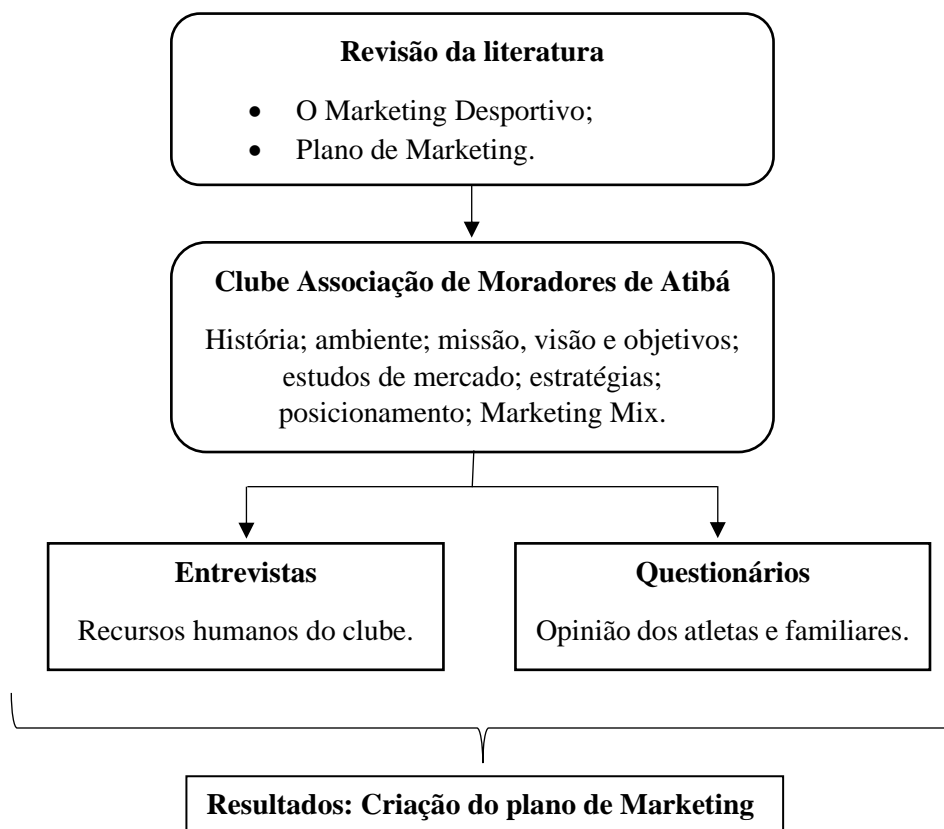 Revisão da literatura
• O Marketing Desportivo;
• Plano de Marketing.
Clube Associação de Moradores de Atibá
História; ambiente; missão, visão e objetivos;
estudos de mercado; estratégias;
posicionamento; Marketing Mix.
Entrevistas
Recursos humanos do clube.
Questionários
Opinião dos atletas e familiares.
Resultados: Criação do plano de Marketing